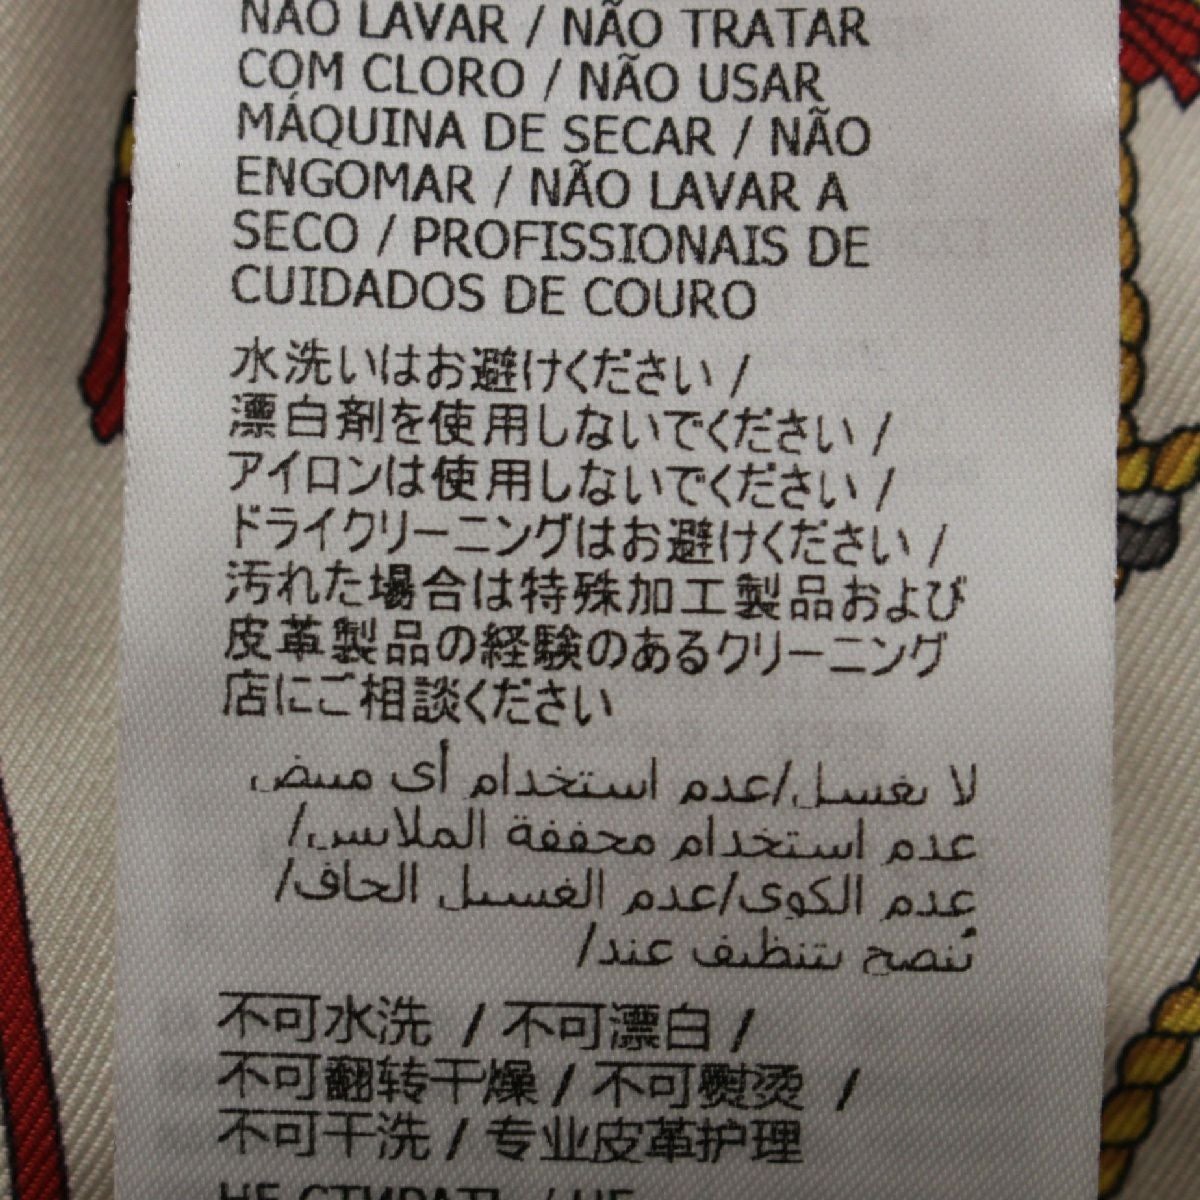 NÃO LAVAR / NÃO TRATAR
COM CLORO / NÃO USAR
MÁQUINA DE SECAR / NÃO
ENGOMAR / NÃO LAVAR A
SECO / PROFISSIONAIS DE
CUIDADOS DE COURO
水洗いはお避けください /
漂白剤を使用しないでください /
アイロンは使用しないでください /
ドライクリーニングはお避けください /
汚れた場合は特殊加工製品および
皮革製品の経験のあるクリーニング
店にご相談ください
لا يغسل/عدم استخدام أى مبيض
عدم استخدام مجففة الملابس/
عدم الكوى/عدم الغسيل الجاف/
يُنصح بتنظيف عند/
不可水洗 / 不可漂白 /
不可翻转干燥 / 不可熨烫 /
不可干洗 / 专业皮革护理
НЕ СТИРАТЬ / НЕ